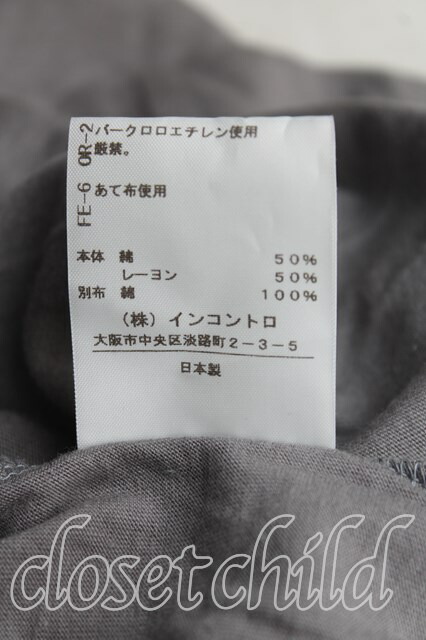 OR-2 パークロロエチレン使用
厳禁。
FE-6 あて布使用
本体 綿 50%
レーヨン 50%
別布 綿 100%
(株)インコントロ
大阪市中央区淡路町2-3-5
日本製
closet child